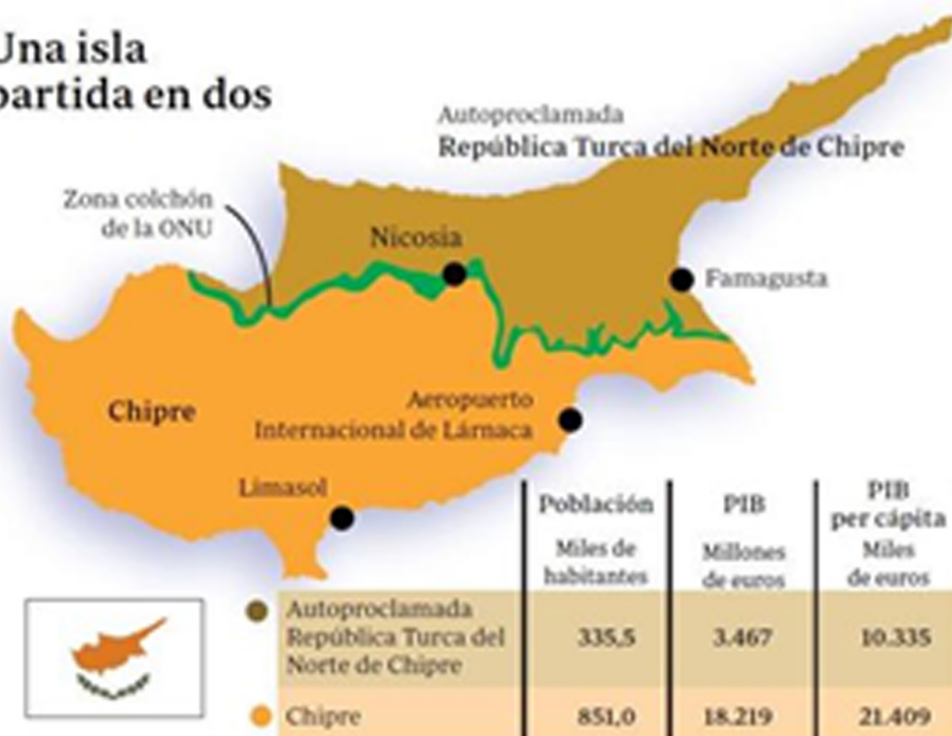 Una isla
partida en dos
Autoproclamada
República Turca del Norte de Chipre
Zona colchón
de la ONU
Nicosia
Famagusta
Chipre
Aeropuerto
Internacional de Lárnaca
Limasol
Población
Miles de
habitantes
PIB
Millones
de euros
PIB
per cápita
Miles
de euros
Autoproclamada
República Turca del
Norte de Chipre
335,5
3.467
10.335
Chipre
851,0
18.219
21.409